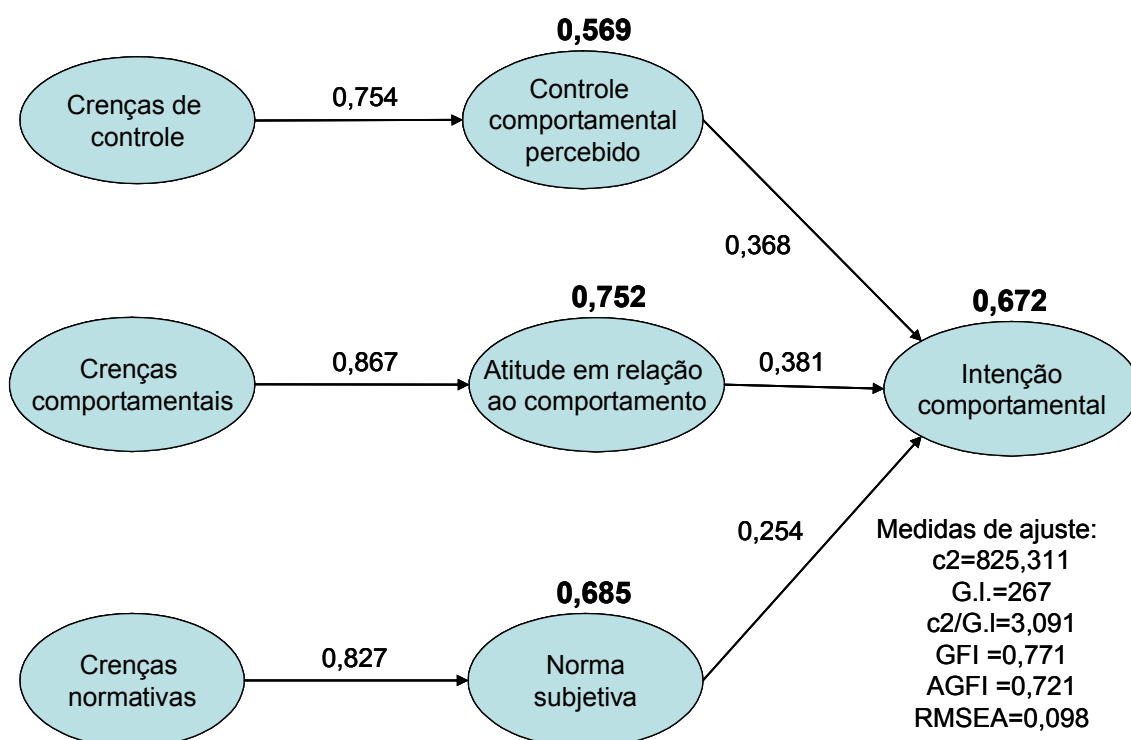 0,569
Crenças de
controle
0,754
Controle
comportamental
percebido
0,368
0,752
0,672
Crenças
comportamentais
0,867
Atitude em relação
ao comportamento
0,381
Intenção
comportamental
0,254
0,685
Crenças
normativas
0,827
Norma
subjetiva
Medidas de ajuste:
c2=825,311
G.l.=267
c2/G.l=3,091
GFI =0,771
AGFI =0,721
RMSEA=0,098